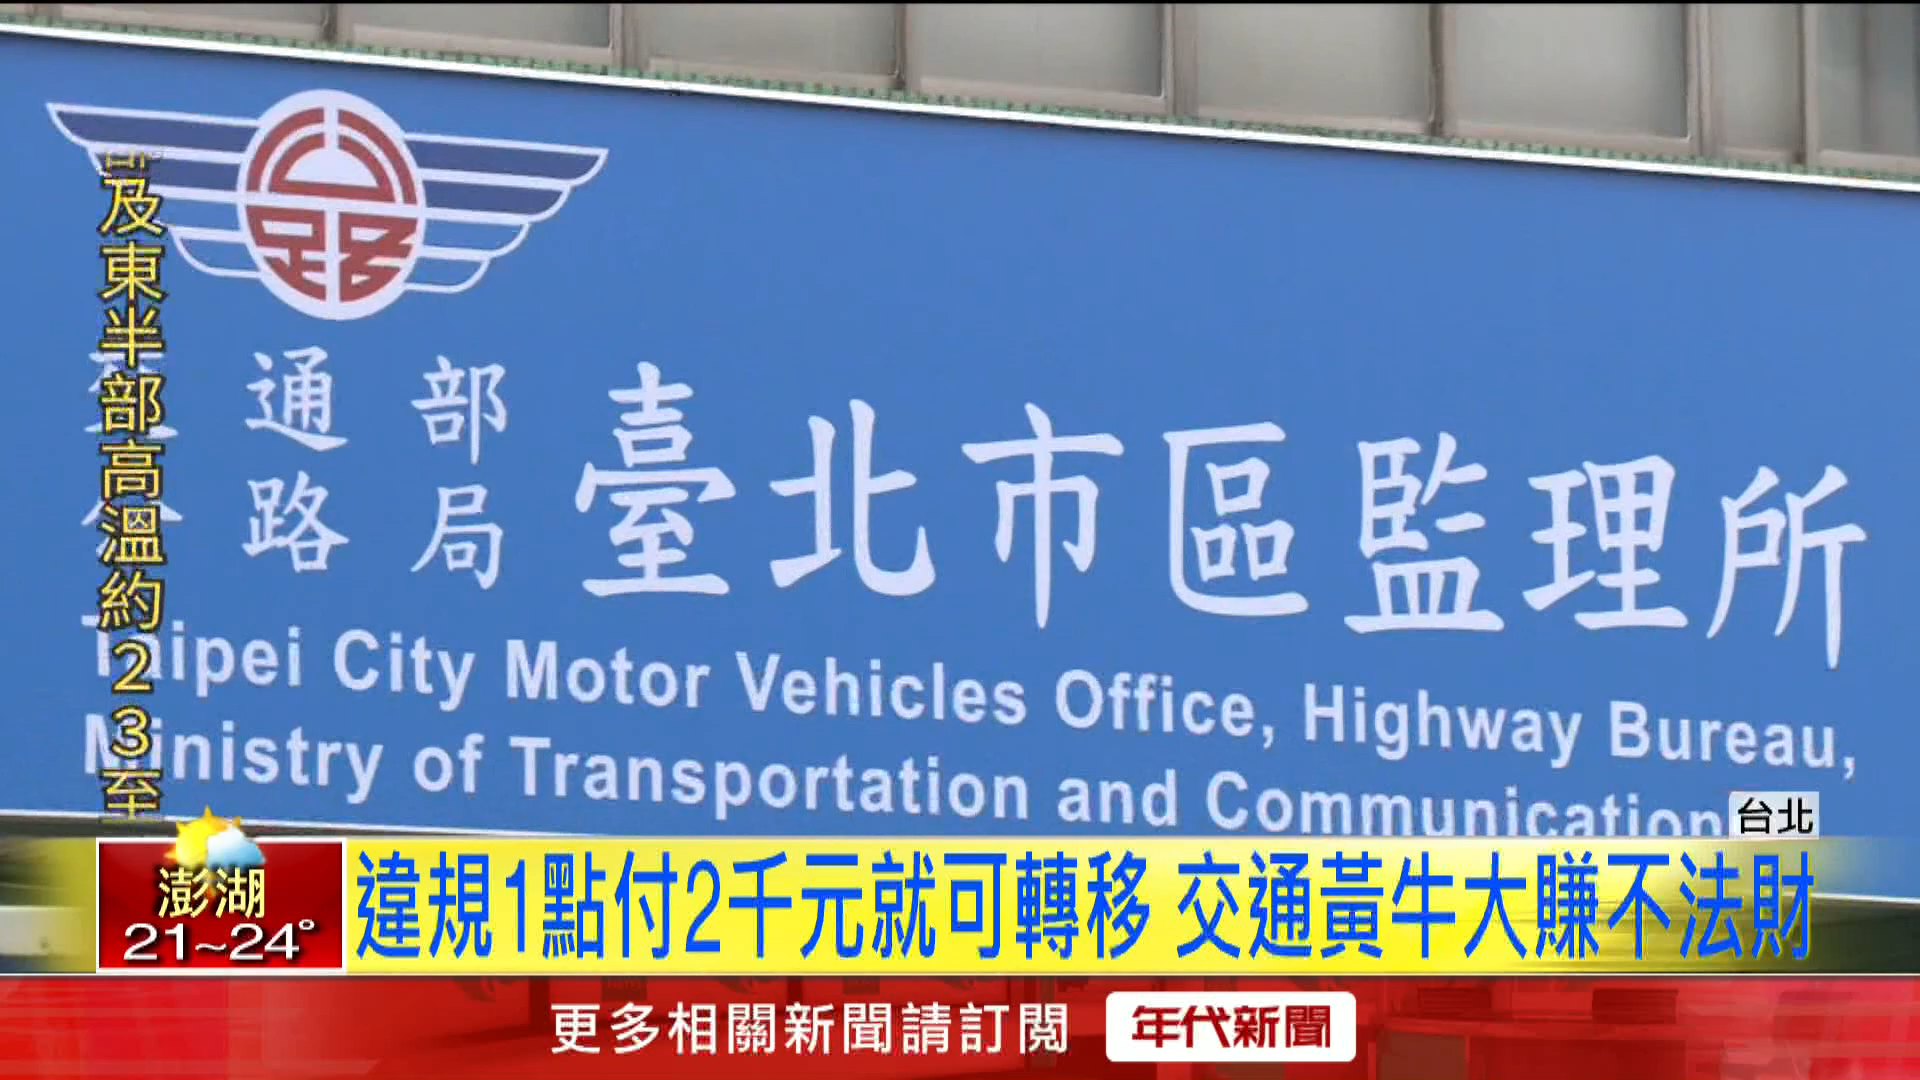 及東半部高溫約23至
通部
路局
臺北市區監理所
Taipei City Motor Vehicles Office, Highway Bureau,
Ministry of Transportation and Communication
台北
澎湖
21~24°
違規1點付2千元就可轉移 交通黃牛大賺不法財
更多相關新聞請訂閱
年代新聞